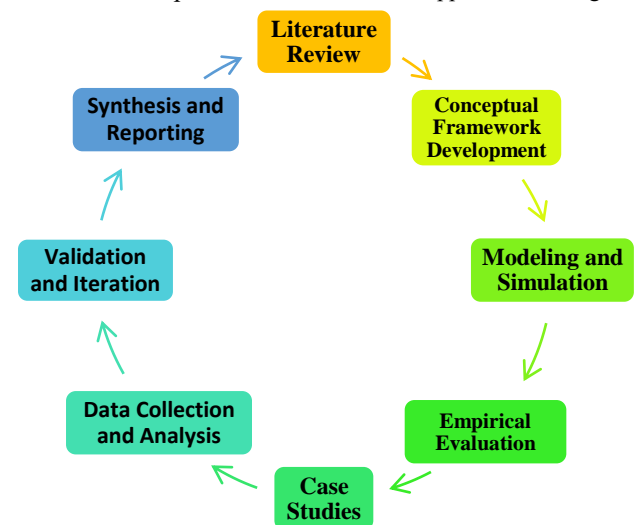 Literature
Review
Conceptual
Framework
Development
Modeling and
Simulation
Empirical
Evaluation
Case
Studies
Data Collection
and Analysis
Validation
and Iteration
Synthesis and
Reporting